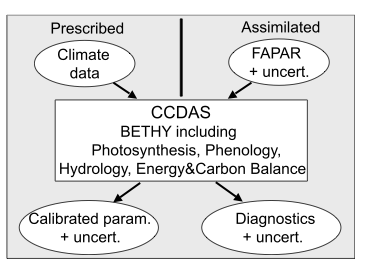 Prescribed
Assimilated
Climate
data
FAPAR
+ uncert.
CCDAS
BETHY including
Photosynthesis, Phenology,
Hydrology, Energy&Carbon Balance
Calibrated param.
+ uncert.
Diagnostics
+ uncert.